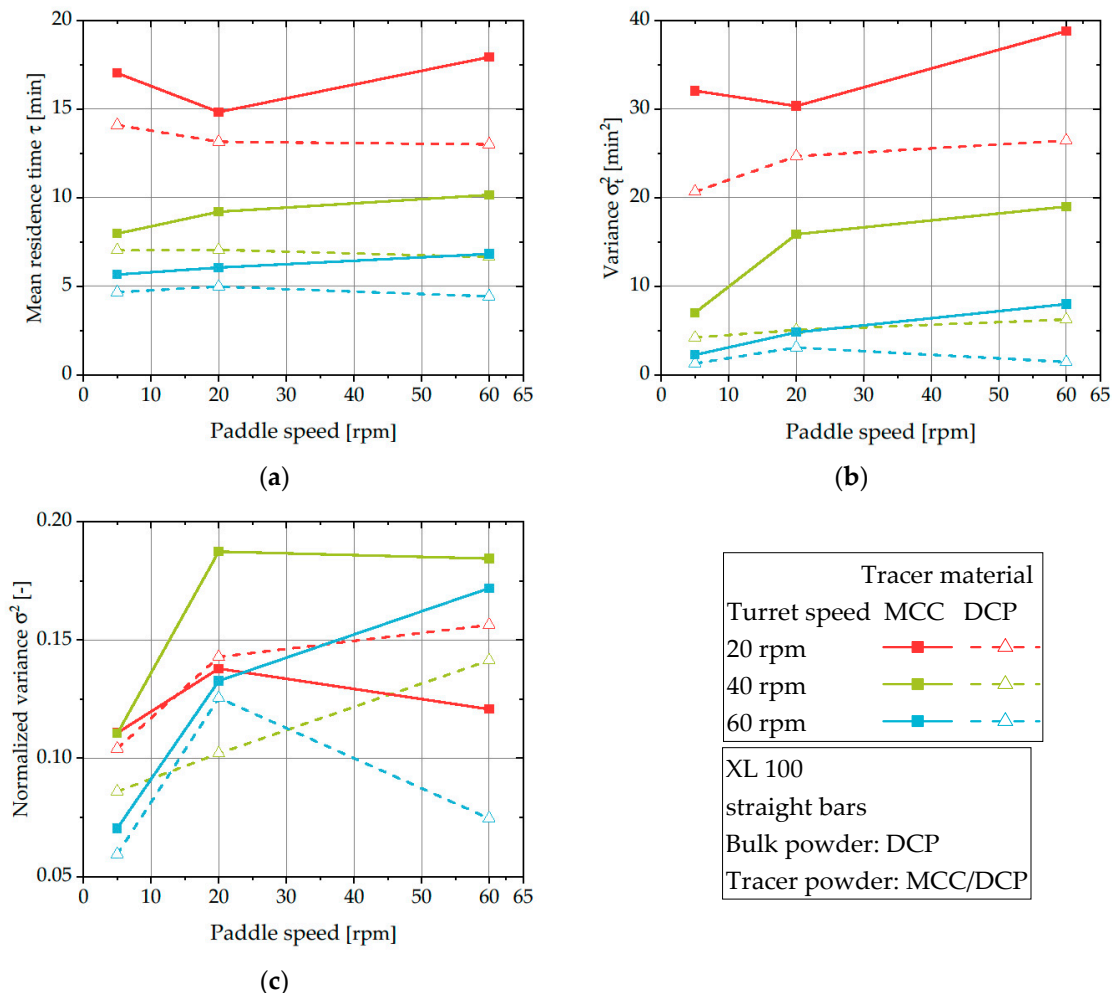 20
15
10
5
0
0 10 20 30 40 50 60 65
Mean residence time τ [min]
Paddle speed [rpm]
(a)
40
30
20
10
0
0 10 20 30 40 50 60 65
Variance σ²ₜ [min²]
Paddle speed [rpm]
(b)
0.20
0.15
0.10
0.05
0 10 20 30 40 50 60 65
Normalized variance σ² [-]
Paddle speed [rpm]
(c)
Tracer material
Turret speed MCC DCP
20 rpm
40 rpm
60 rpm
XL 100
straight bars
Bulk powder: DCP
Tracer powder: MCC/DCP